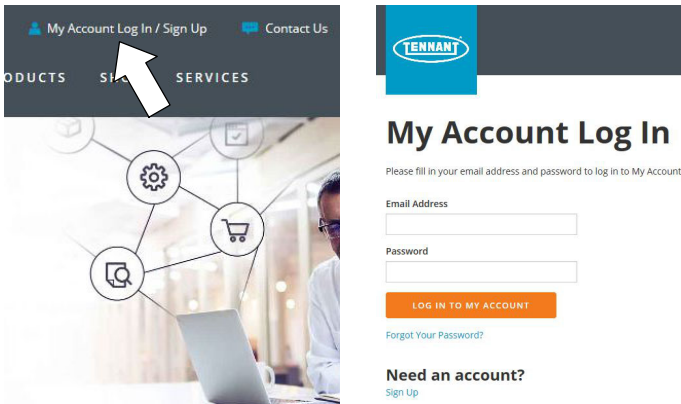 My Account Log In / Sign Up
Contact Us
SERVICES
TENNANT
My Account Log In
Please fill in your email address and password to log in to My Account
Email Address
Password
LOG IN TO MY ACCOUNT
Forgot Your Password?
Need an account?
Sign Up